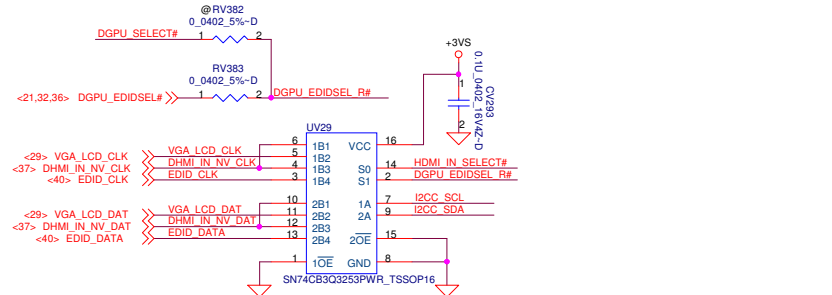 @RV382
0_0402_5%~D
DGPU_SELECT#
1
2
RV383
0_0402_5%~D
<21,32,36> DGPU_EDIDSEL#
1
2
DGPU_EDIDSEL_R#
+3VS
1
2
CV293
0.1U_0402_16V4Z~D
UV29
6 1B1
VCC 16
<29> VGA_LCD_CLK
VGA_LCD_CLK 5 1B2
<37> DHMI_IN_NV_CLK
DHMI_IN_NV_CLK 4 1B3
S0 14 HDMI_IN_SELECT#
<40> EDID_CLK
EDID_CLK 3 1B4
S1 2 DGPU_EDIDSEL_R#
10 2B1
1A 7 I2CC_SCL
<29> VGA_LCD_DAT
VGA_LCD_DAT 11 2B2
2A 9 I2CC_SDA
<37> DHMI_IN_NV_DAT
DHMI_IN_NV_DAT 12 2B3
<40> EDID_DATA
EDID_DATA 13 2B4
2OE 15
1 1OE
GND 8
SN74CB3Q3253PWR_TSSOP16